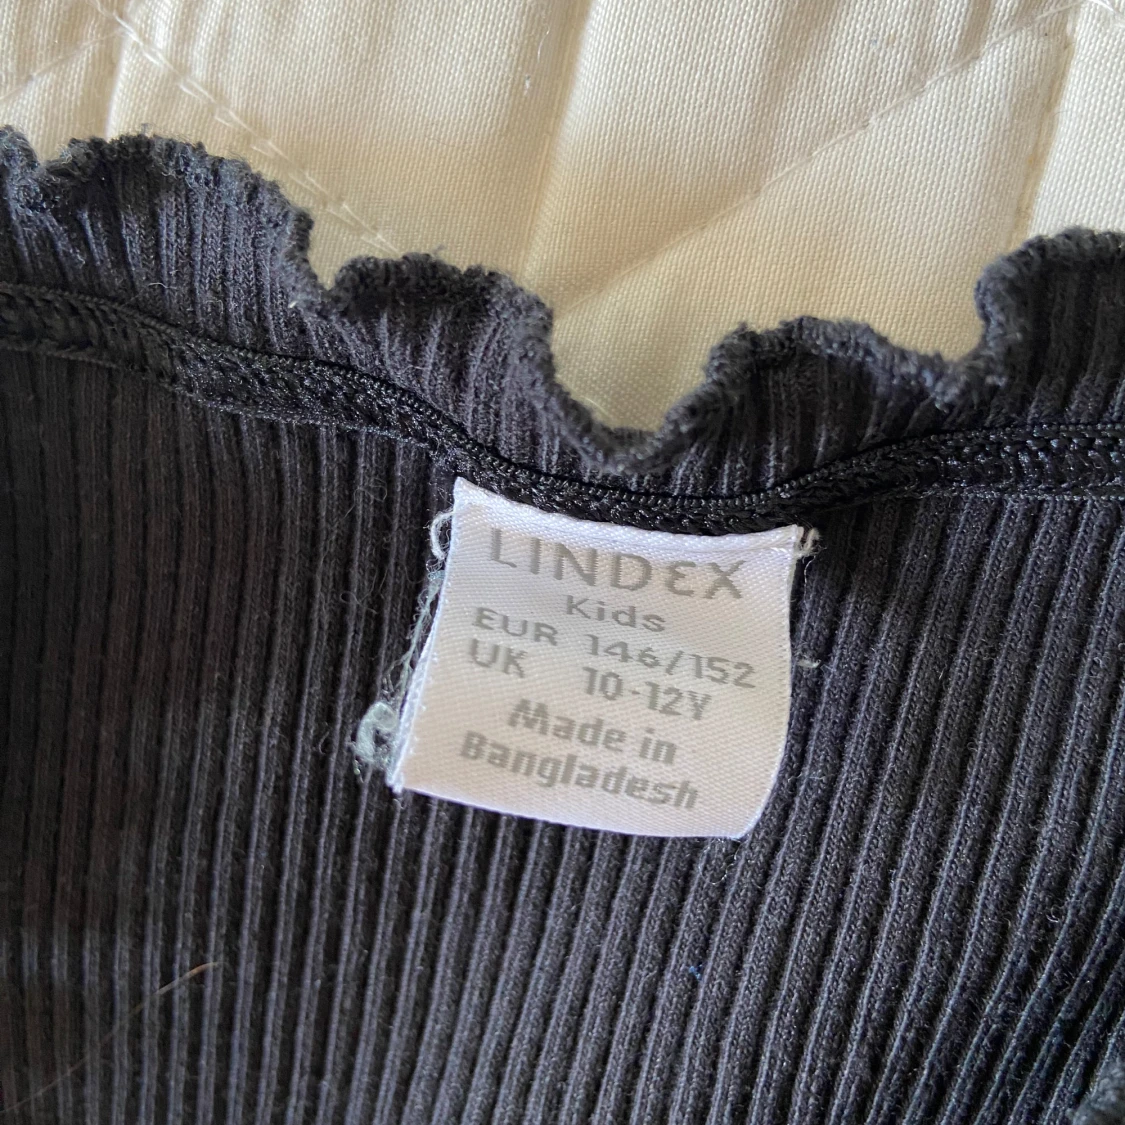 LINDEX
Kids
EUR 146/152
UK 10-12Y
Made in
Bangladesh